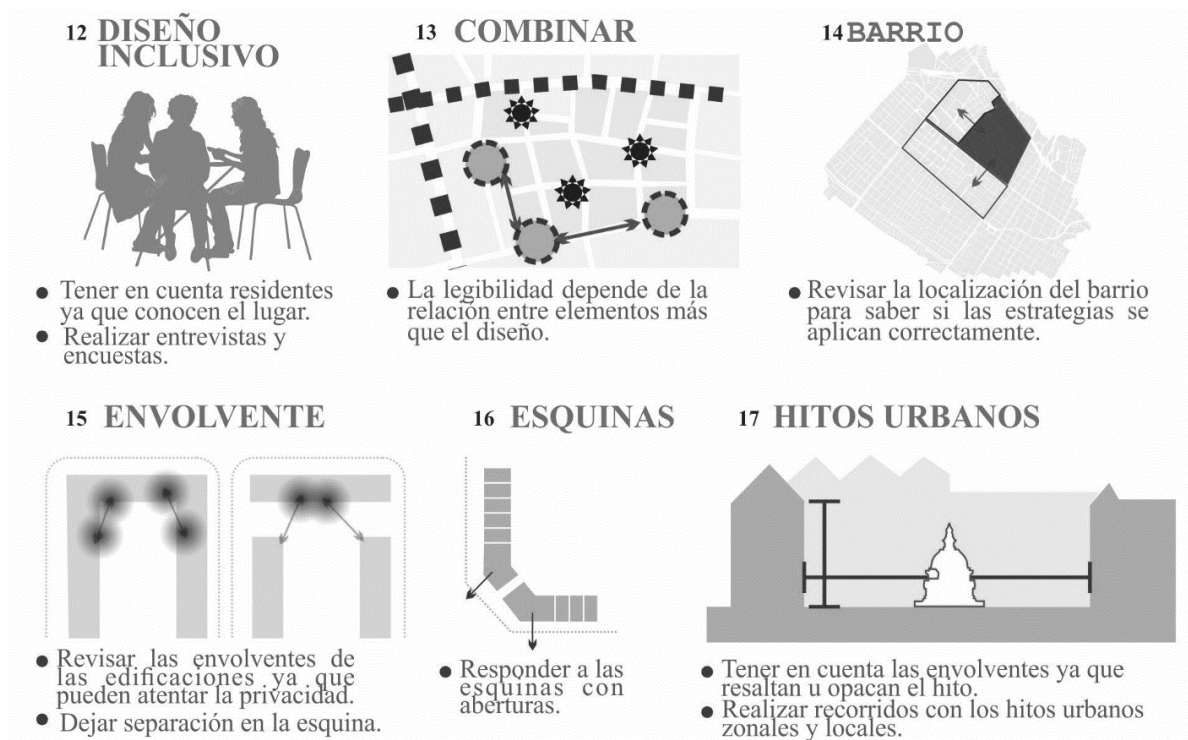 12 DISEÑO
INCLUSIVO
● Tener en cuenta residentes
ya que conocen el lugar.
● Realizar entrevistas y
encuestas.
13 COMBINAR
● La legibilidad depende de la
relación entre elementos más
que el diseño.
14 BARRIO
● Revisar la localización del barrio
para saber si las estrategias se
aplican correctamente.
15 ENVOLVENTE
● Revisar las envolventes de
las edificaciones ya que
pueden atentar la privacidad.
● Dejar separación en la esquina.
16 ESQUINAS
● Responder a las
esquinas con
aberturas.
17 HITOS URBANOS
● Tener en cuenta las envolventes ya que
resaltan u opacan el hito.
● Realizar recorridos con los hitos urbanos
zonales y locales.